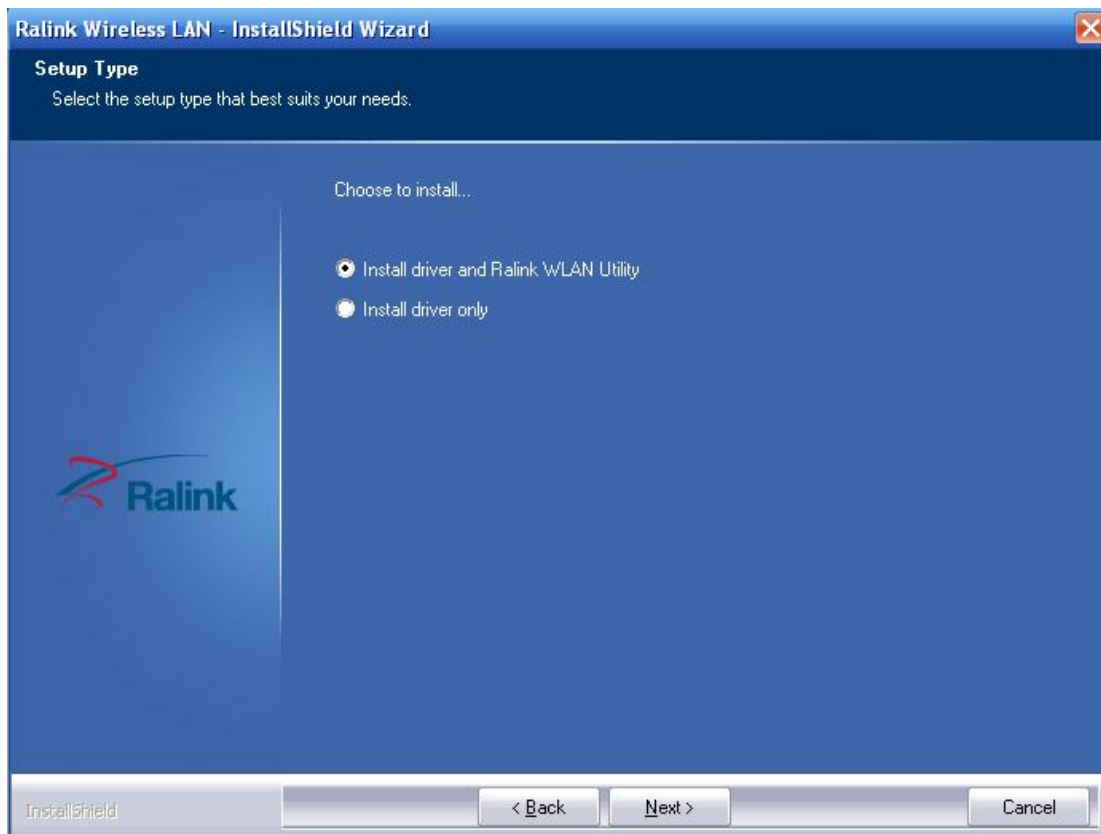 Ralink Wireless LAN - InstallShield Wizard
Setup Type
Select the setup type that best suits your needs.
Choose to install...
Install driver and Ralink WLAN Utility
Install driver only
Ralink
InstallShield
< Back
Next >
Cancel